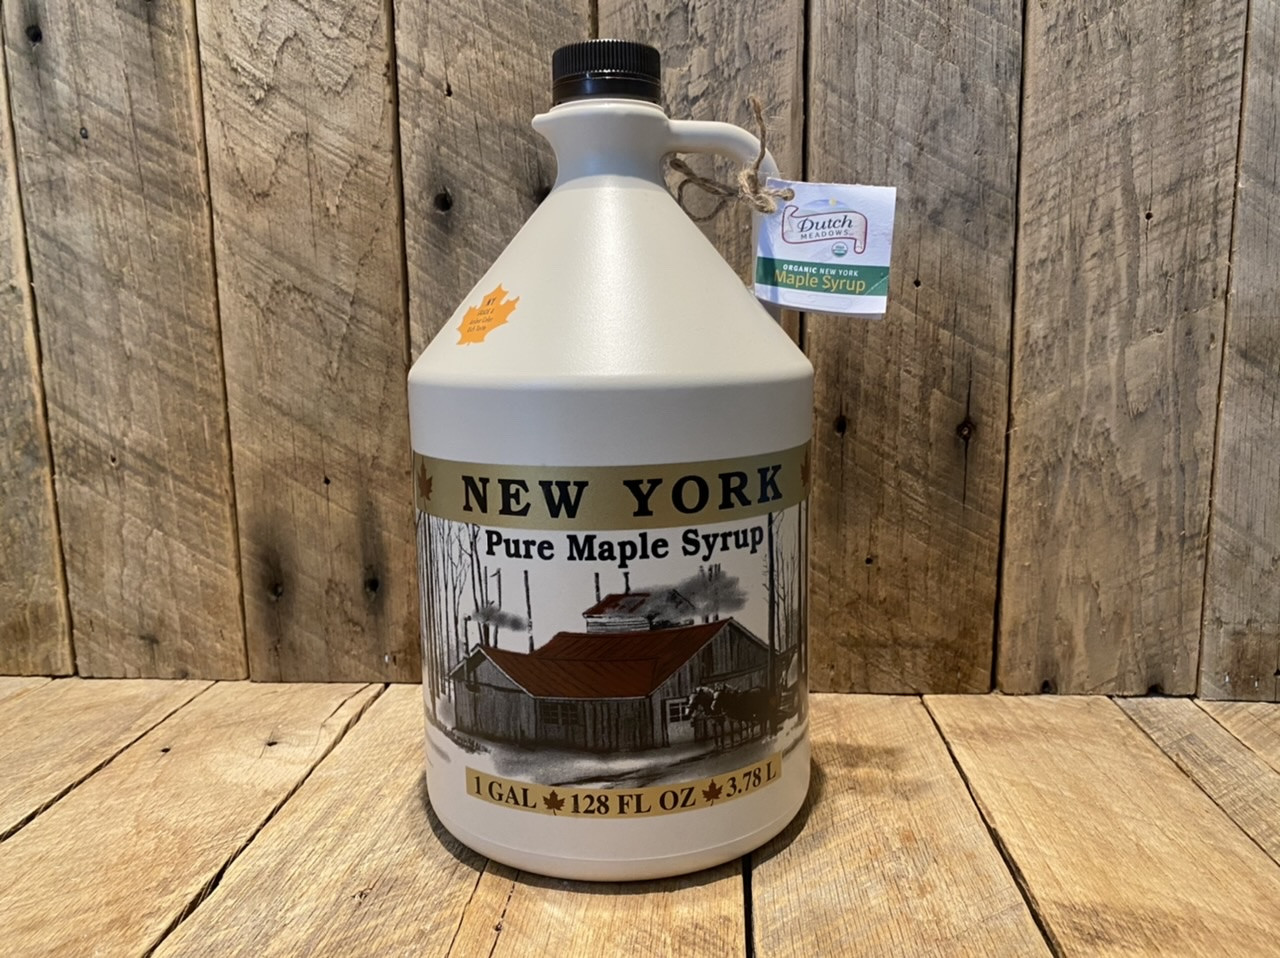 Dutch
MEADOWS
ORGANIC NEW YORK
Maple Syrup
NY
NEW YORK
Pure Maple Syrup
1 GAL 128 FL OZ 3.78 L